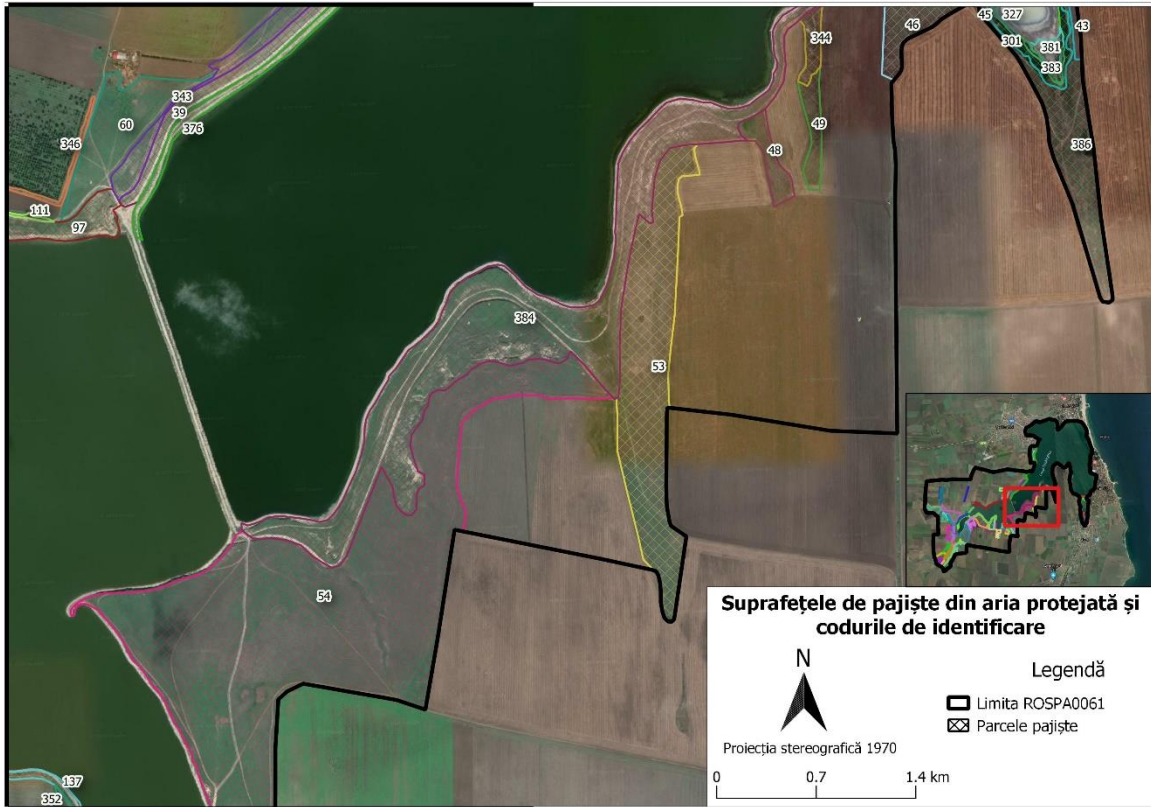 46
45
327
43
301
381
383
344
343
39
376
60
346
49
48
386
111
97
384
53
54
137
352
Suprafețele de pajiște din aria protejată și
codurile de identificare
N
Legendă
Limita ROSPA0061
Parcele pajiște
Proiecția stereografică 1970
0 0.7 1.4 km